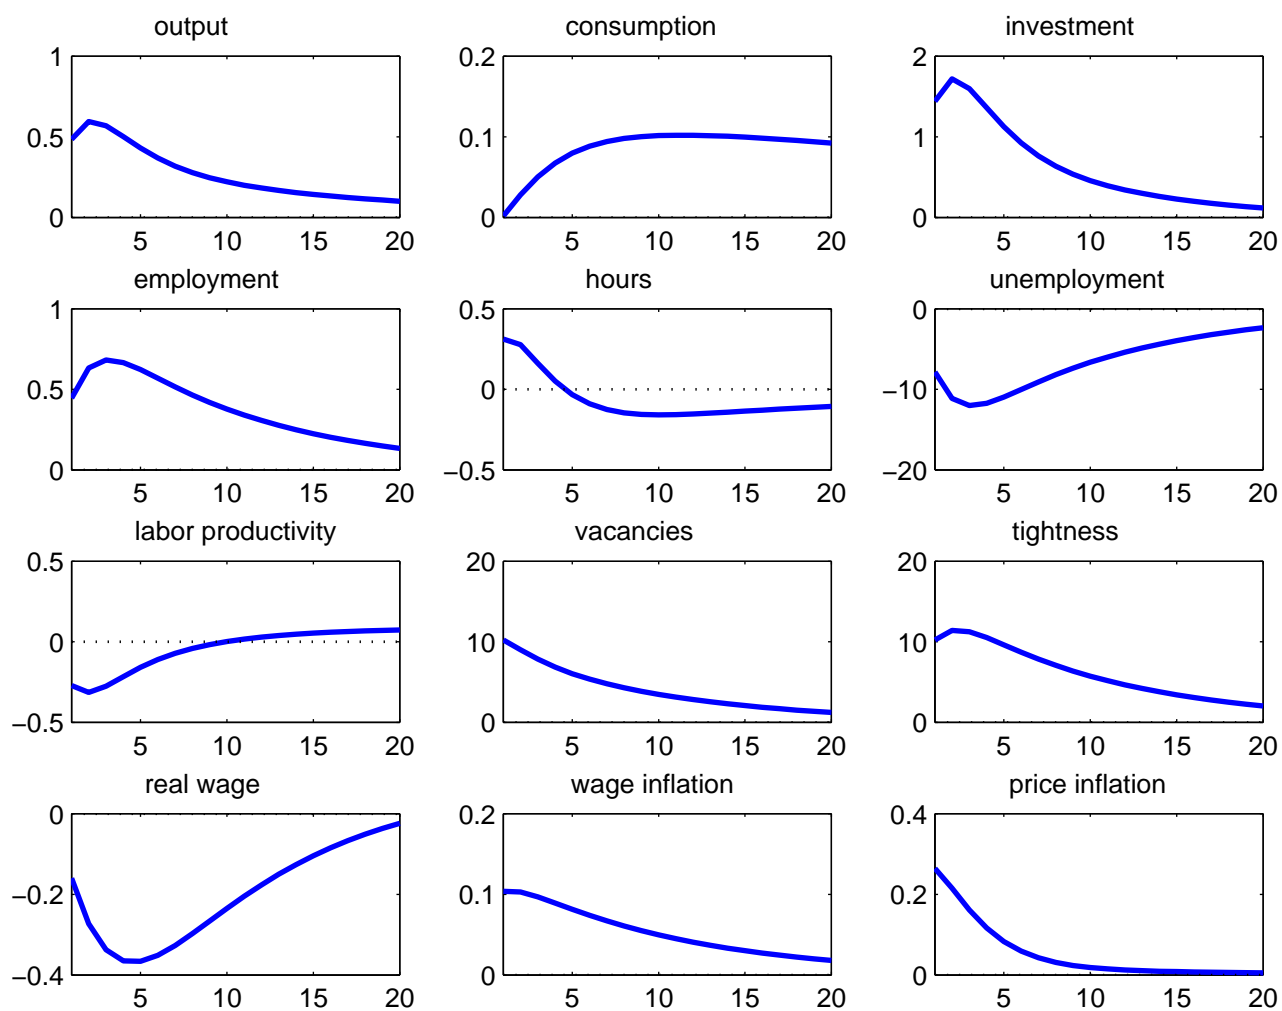 output consumption investment
1 0.2 2
0.5 0.1 1
0 0 0
5 10 15 20 5 10 15 20 5 10 15 20
employment hours unemployment
1 0.5 0
0.5 0 −10
0 −0.5 −20
5 10 15 20 5 10 15 20 5 10 15 20
labor productivity vacancies tightness
0.5 20 20
0 10 10
−0.5 0 0
5 10 15 20 5 10 15 20 5 10 15 20
real wage wage inflation price inflation
0 0.2 0.4
−0.2 0.1 0.2
−0.4 0 0
5 10 15 20 5 10 15 20 5 10 15 20